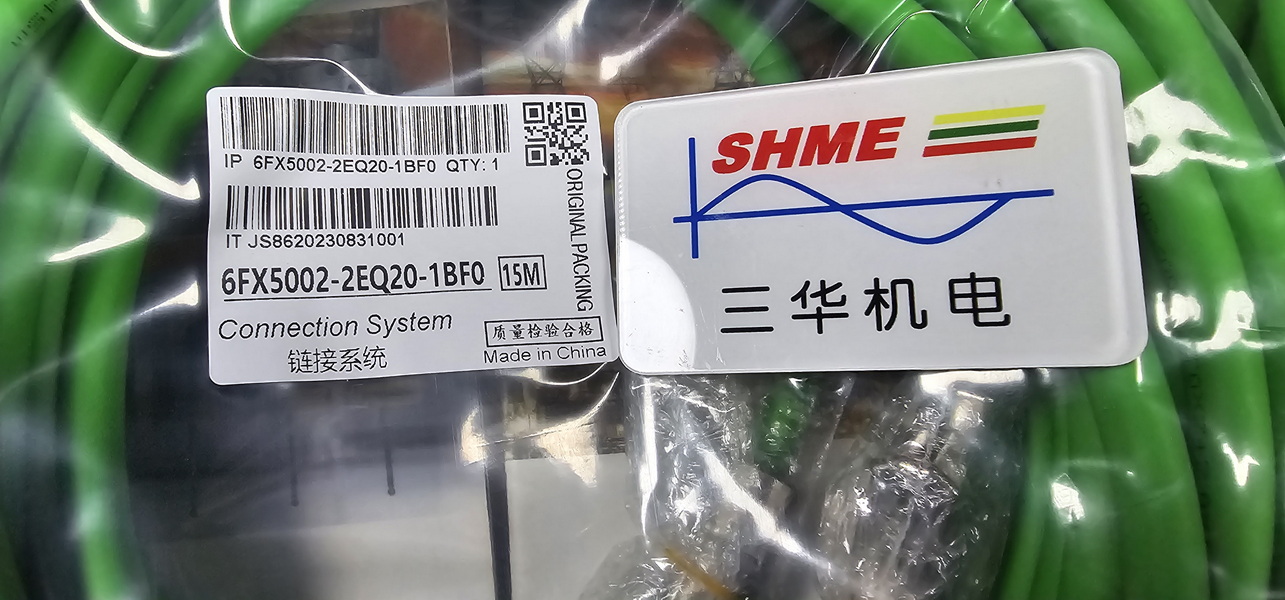 IP 6FX5002-2EQ20-1BF0 QTY: 1
IT JS8620230831001
6FX5002-2EQ20-1BF0 15M
Connection System
链接系统
ORIGINAL PACKING
质量检验合格
Made in China
SHME
三华机电